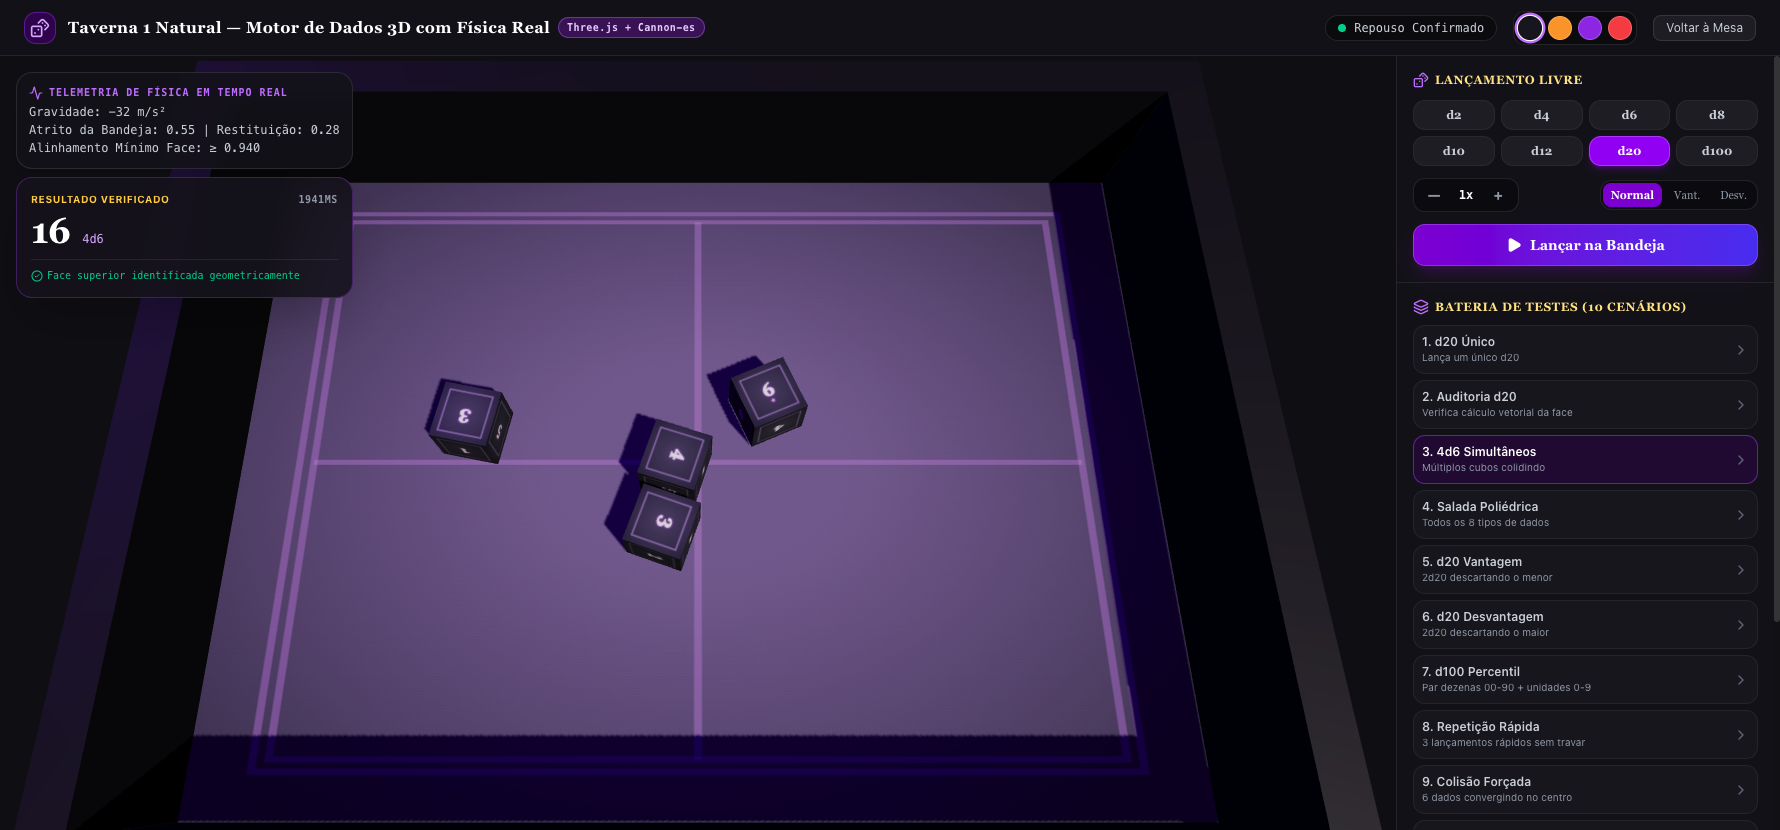 Taverna 1 Natural — Motor de Dados 3D com Física Real
Three.js + Cannon-es
Repouso Confirmado
Voltar à Mesa
TELEMETRIA DE FÍSICA EM TEMPO REAL
Gravidade: −32 m/s²
Atrito da Bandeja: 0.55 | Restituição: 0.28
Alinhamento Mínimo Face: ≥ 0.940
RESULTADO VERIFICADO
1941MS
16 4d6
Face superior identificada geometricamente
3
5
6
4
4
3
LANÇAMENTO LIVRE
d2 d4 d6 d8
d10 d12 d20 d100
— 1x +
Normal Vant. Desv.
Lançar na Bandeja
BATERIA DE TESTES (10 CENÁRIOS)
1. d20 Único
Lança um único d20
2. Auditoria d20
Verifica cálculo vetorial da face
3. 4d6 Simultâneos
Múltiplos cubos colidindo
4. Salada Poliédrica
Todos os 8 tipos de dados
5. d20 Vantagem
2d20 descartando o menor
6. d20 Desvantagem
2d20 descartando o maior
7. d100 Percentil
Par dezenas 00-90 + unidades 0-9
8. Repetição Rápida
3 lançamentos rápidos sem travar
9. Colisão Forçada
6 dados convergindo no centro